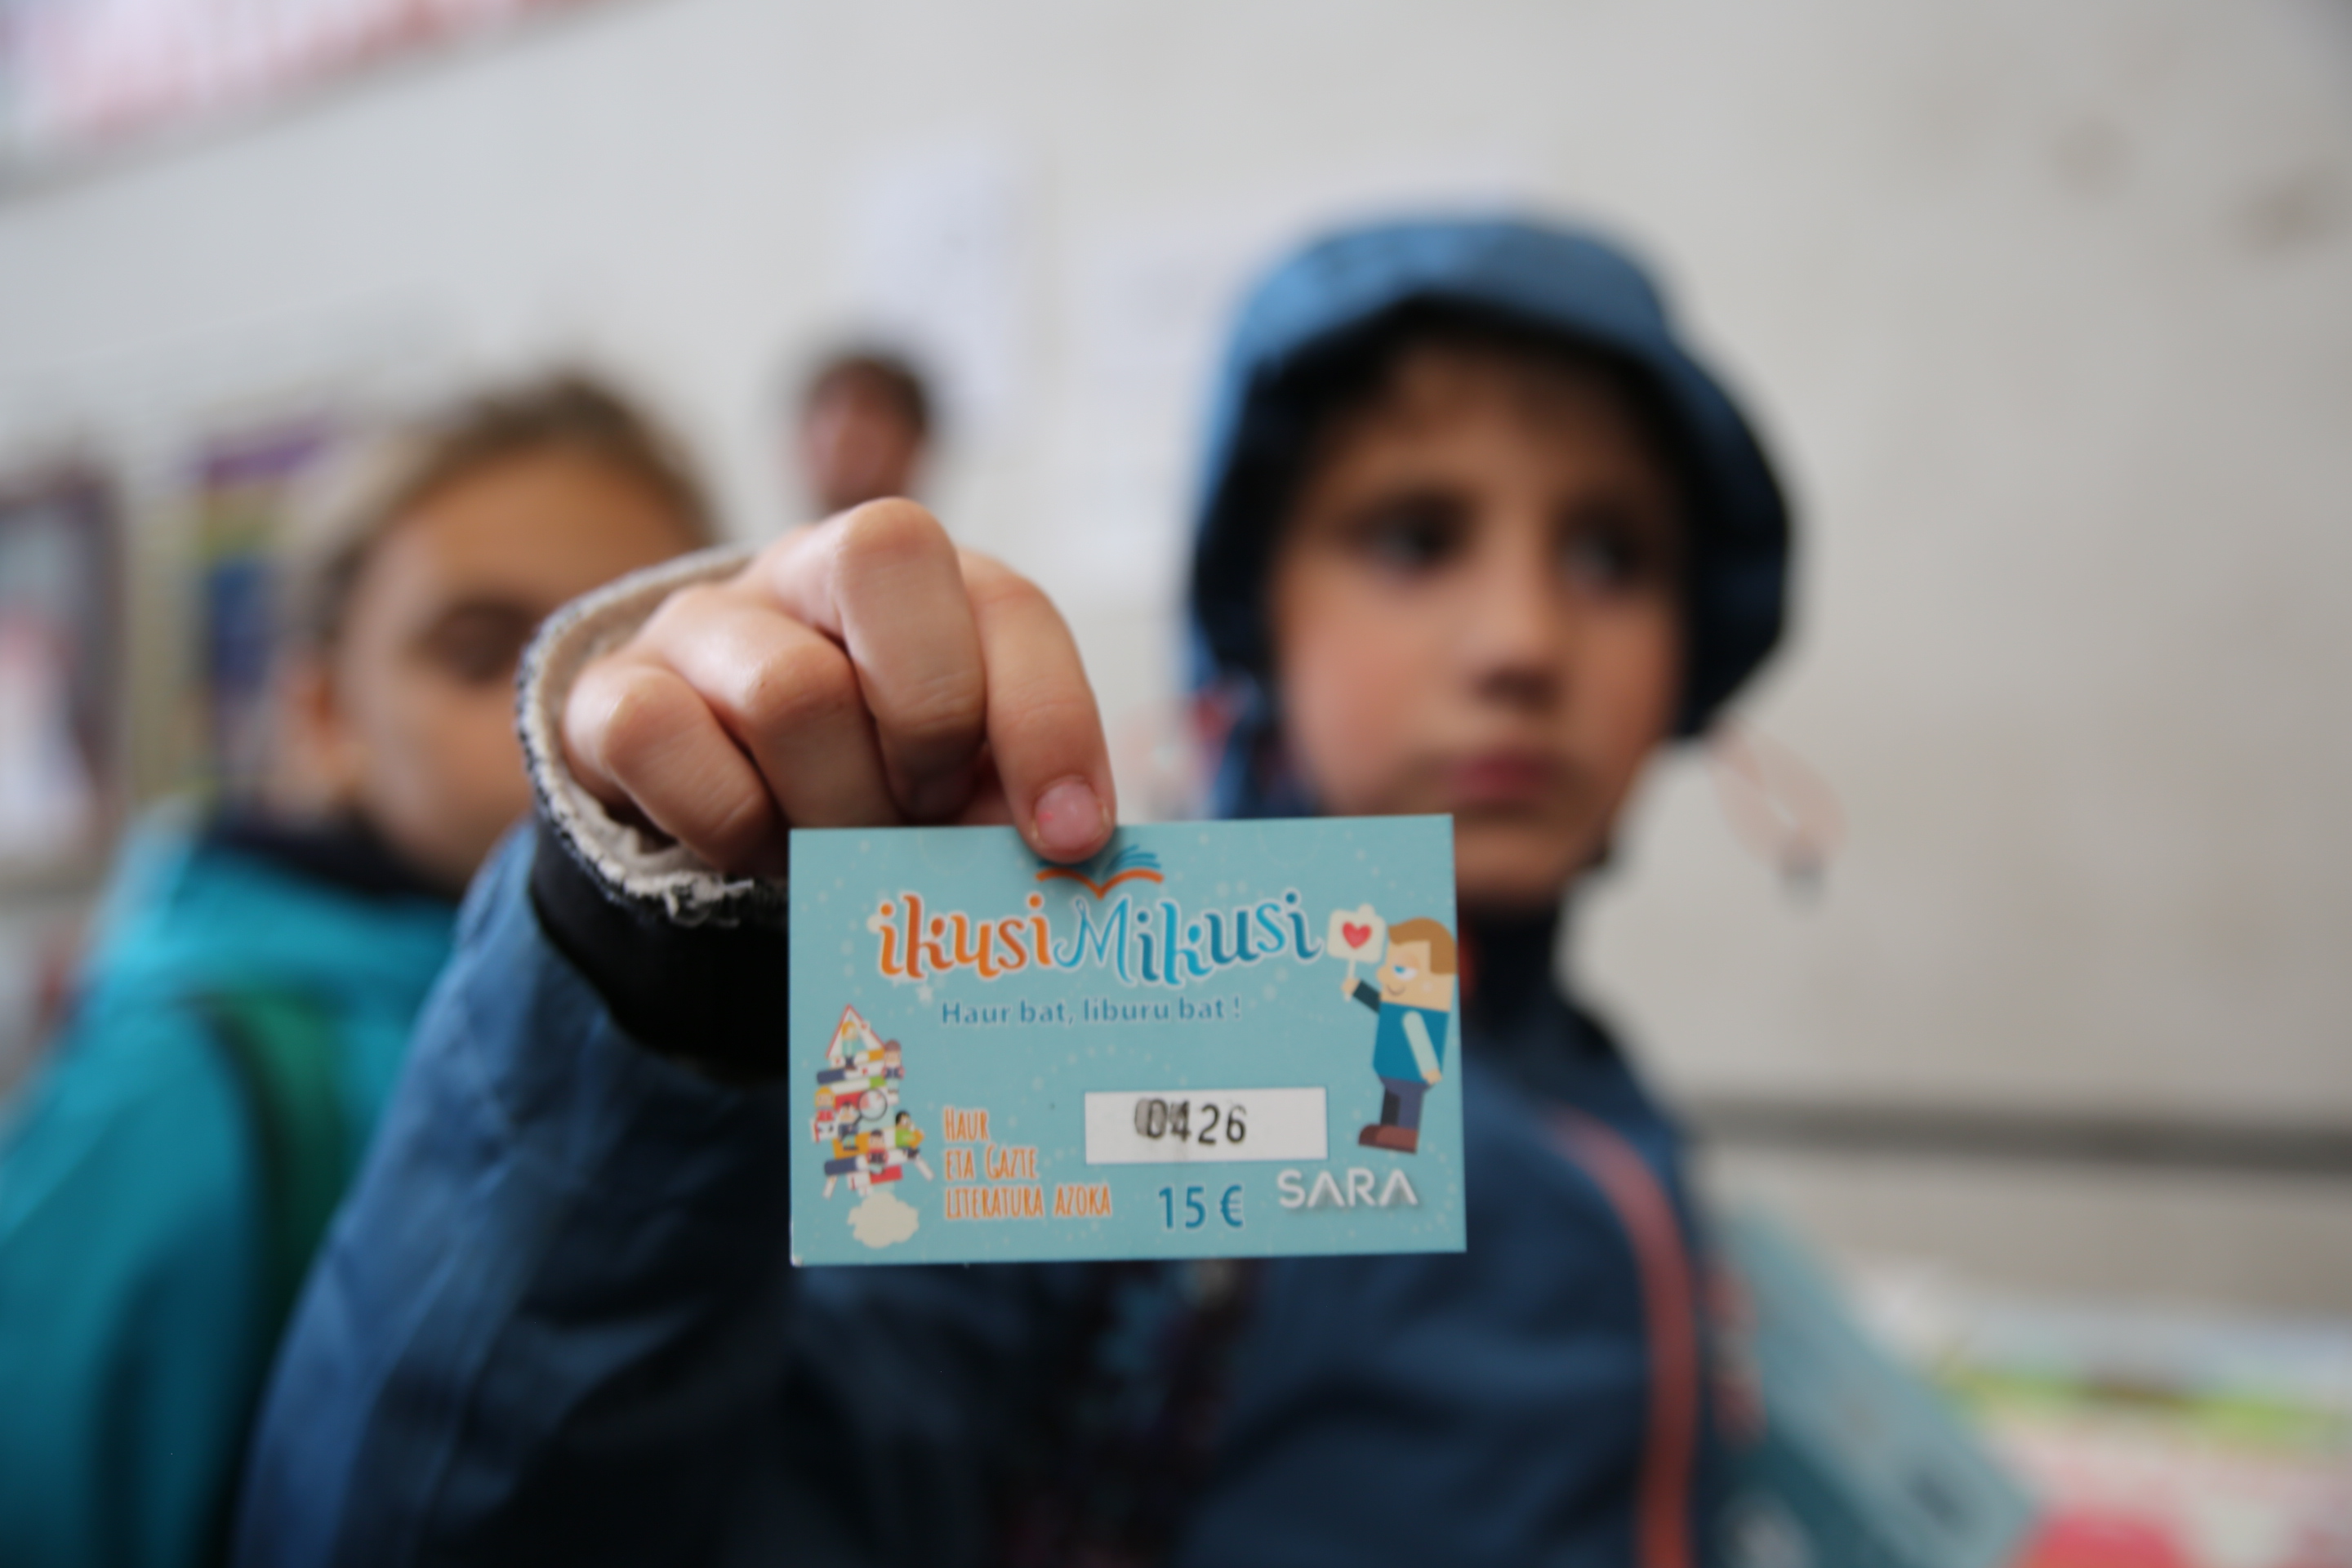 ikusiMikusi
Haur bat, liburu bat !
0426
HAUR
ETA GAZTE
LITERATURA AZOKA
15 €
SARA